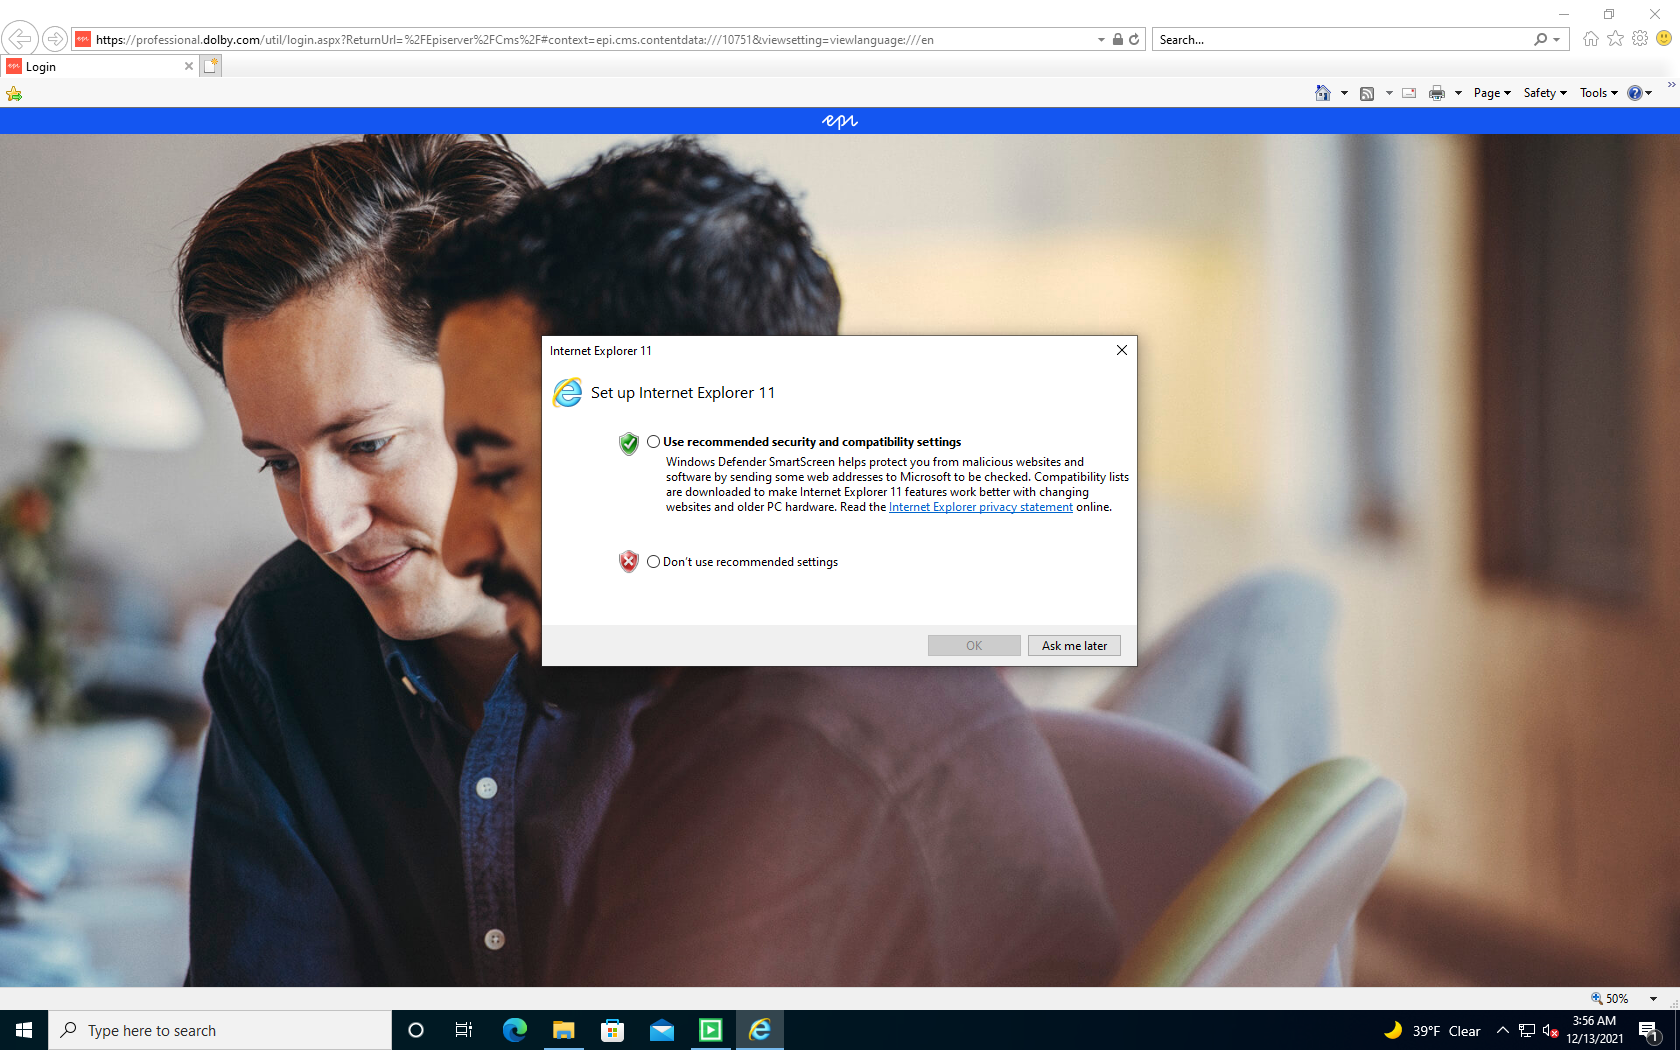 https://professional.dolby.com/util/login.aspx?ReturnUrl=%2FEpiserver%2FCms%2F#context=epi.cms.contentdata:///10751&viewsetting=viewlanguage:///en
Search...
Login
Page
Safety
Tools
epi
Internet Explorer 11
Set up Internet Explorer 11
Use recommended security and compatibility settings
Windows Defender SmartScreen helps protect you from malicious websites and
software by sending some web addresses to Microsoft to be checked. Compatibility lists
are downloaded to make Internet Explorer 11 features work better with changing
websites and older PC hardware. Read the Internet Explorer privacy statement online.
Don't use recommended settings
OK
Ask me later
50%
Type here to search
39°F Clear
3:56 AM
12/13/2021
1